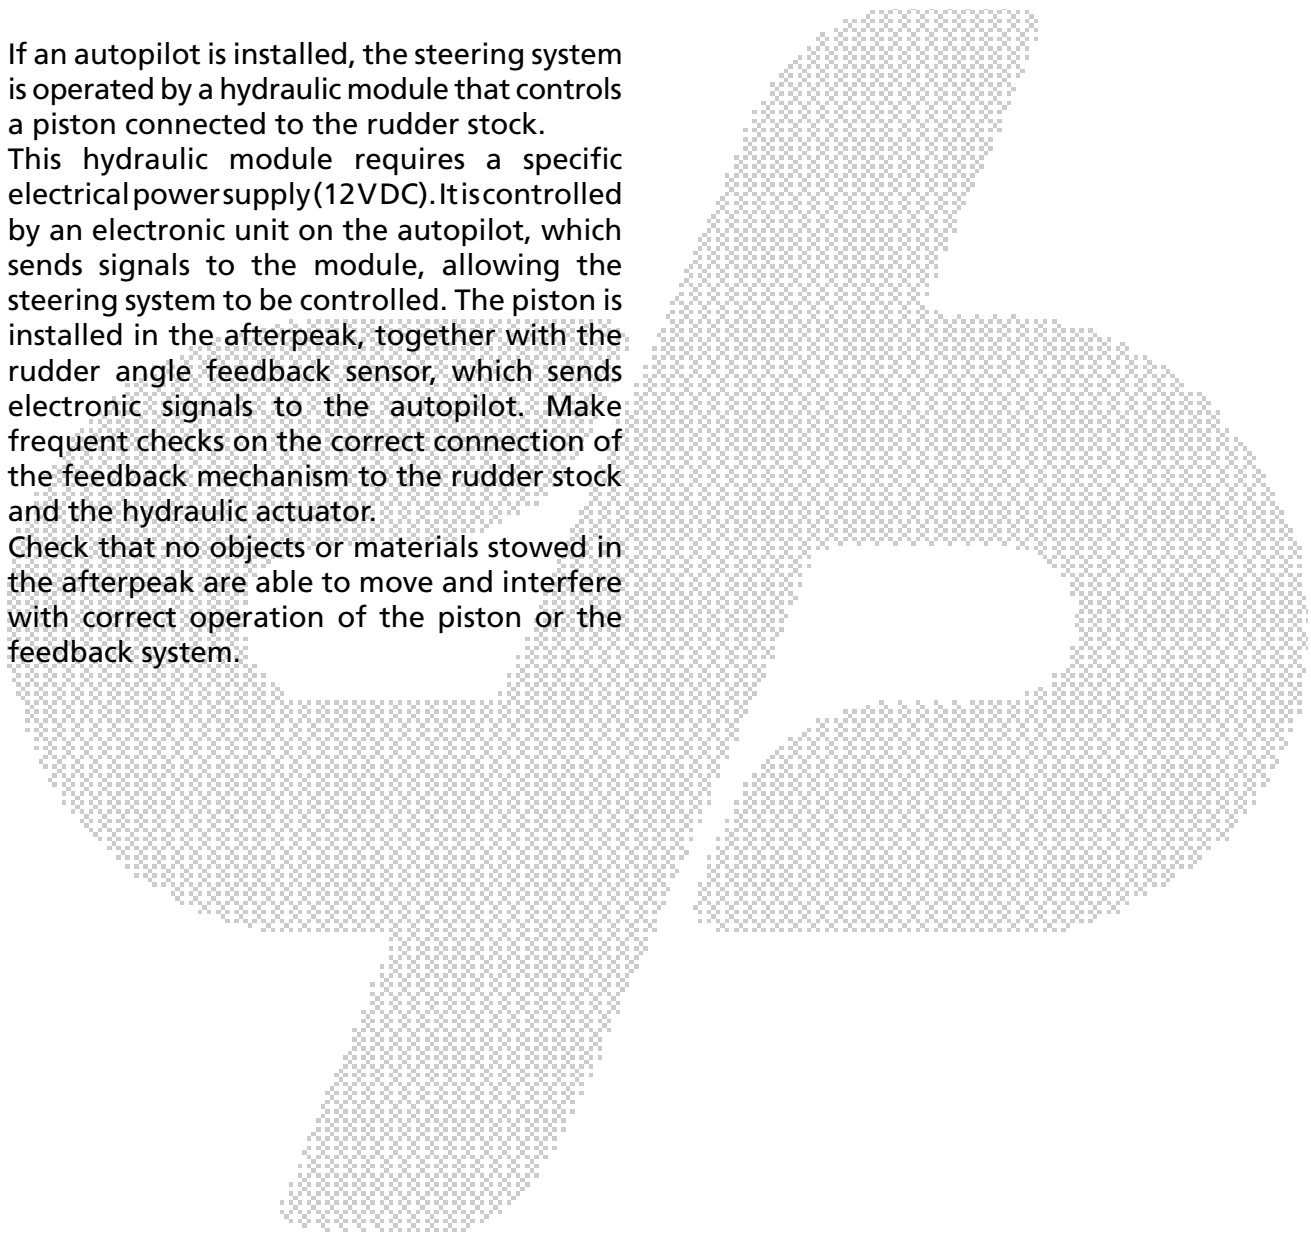 If an autopilot is installed, the steering system
is operated by a hydraulic module that controls
a piston connected to the rudder stock.
This hydraulic module requires a specific
electrical power supply (12V DC). It is controlled
by an electronic unit on the autopilot, which
sends signals to the module, allowing the
steering system to be controlled. The piston is
installed in the afterpeak, together with the
rudder angle feedback sensor, which sends
electronic signals to the autopilot. Make
frequent checks on the correct connection of
the feedback mechanism to the rudder stock
and the hydraulic actuator.
Check that no objects or materials stowed in
the afterpeak are able to move and interfere
with correct operation of the piston or the
feedback system.